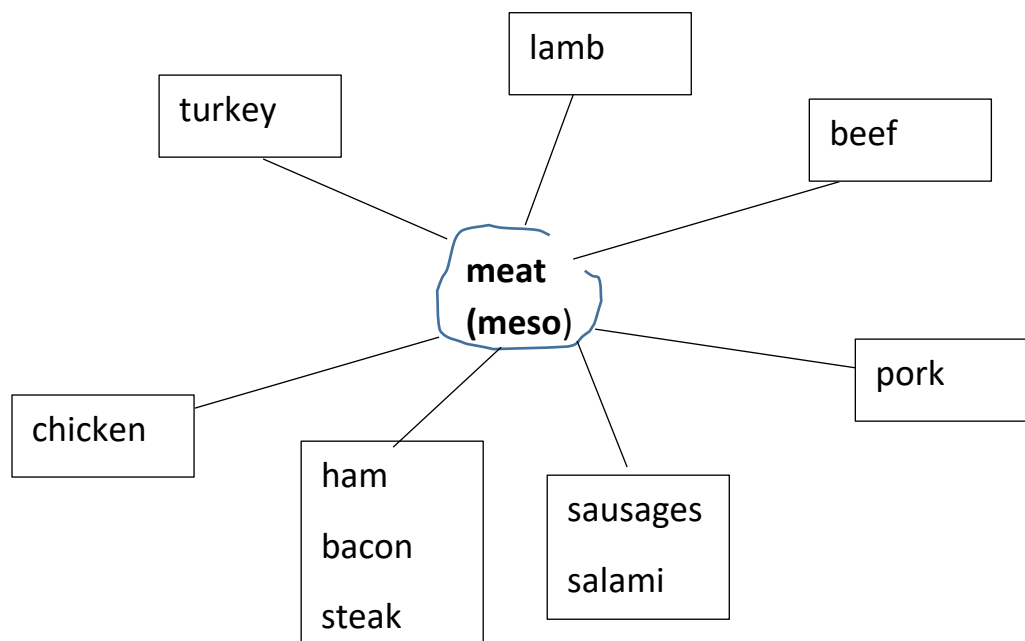 lamb
turkey
beef
meat
(meso)
pork
chicken
ham
bacon
steak
sausages
salami